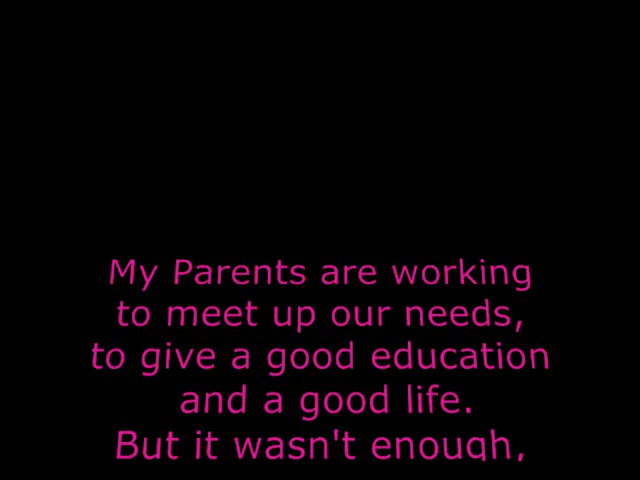 My Parents are working
to meet up our needs,
to give a good education
and a good life.
But it wasn't enough,